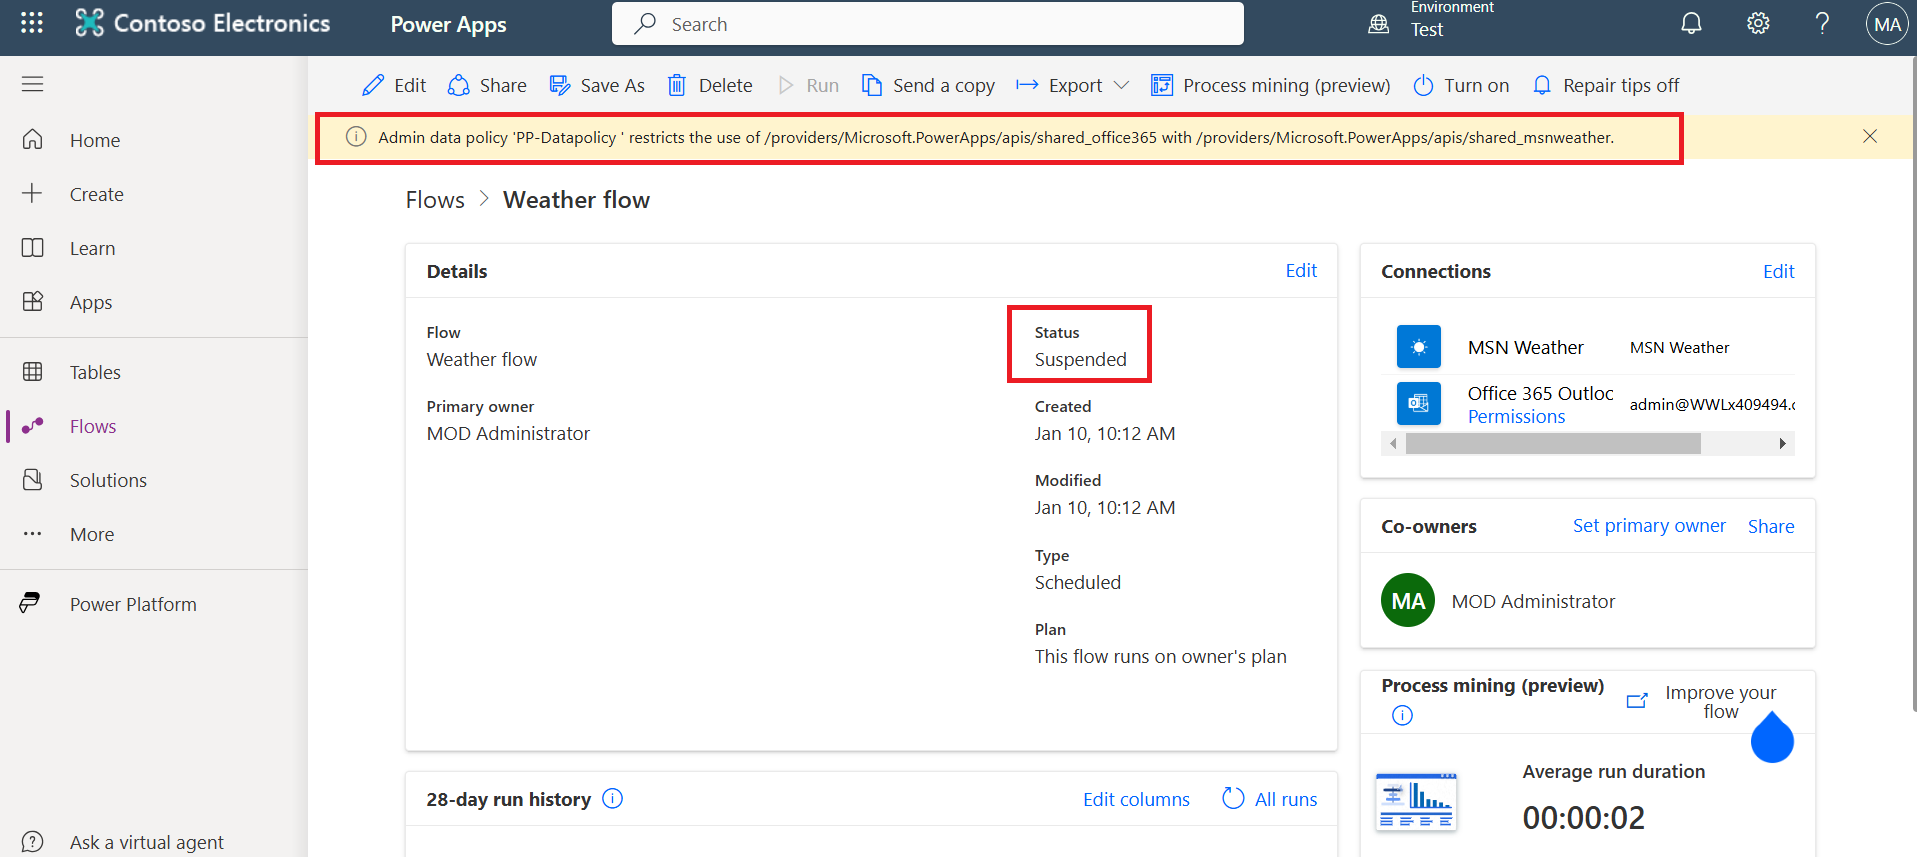 Contoso Electronics
Power Apps
Search
Environment
Test
MA
Edit
Share
Save As
Delete
Run
Send a copy
Export
Process mining (preview)
Turn on
Repair tips off
Admin data policy 'PP-Datapolicy ' restricts the use of /providers/Microsoft.PowerApps/apis/shared_office365 with /providers/Microsoft.PowerApps/apis/shared_msnweather.
Home
Create
Learn
Apps
Tables
Flows
Solutions
More
Power Platform
Ask a virtual agent
Flows > Weather flow
Details
Edit
Flow
Weather flow
Primary owner
MOD Administrator
Status
Suspended
Created
Jan 10, 10:12 AM
Modified
Jan 10, 10:12 AM
Type
Scheduled
Plan
This flow runs on owner's plan
28-day run history
Edit columns
All runs
Connections
Edit
MSN Weather
MSN Weather
Office 365 Outloc
Permissions
admin@WWLx409494.c
Co-owners
Set primary owner
Share
MA
MOD Administrator
Process mining (preview)
Improve your
flow
Average run duration
00:00:02